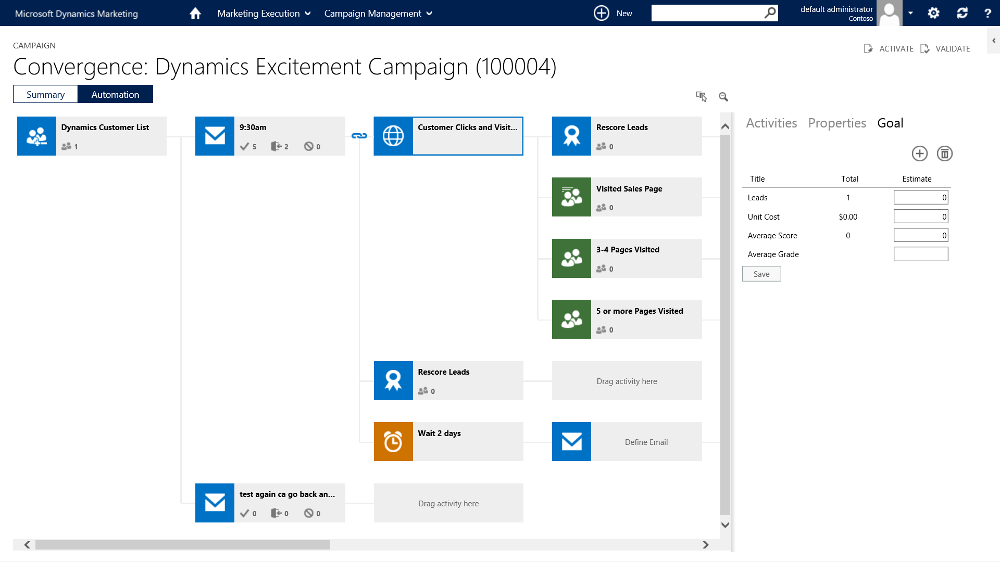 Microsoft Dynamics Marketing
Marketing Execution
Campaign Management
New
default administrator
Contoso
?
CAMPAIGN
ACTIVATE
VALIDATE
Convergence: Dynamics Excitement Campaign (100004)
Summary
Automation
Dynamics Customer List
1
9:30am
5 2 0
Customer Clicks and Visit...
Rescore Leads
0
Visited Sales Page
0
3-4 Pages Visited
0
5 or more Pages Visited
0
Rescore Leads
0
Drag activity here
Wait 2 days
Define Email
test again ca go back an...
0 0 0
Drag activity here
Activities Properties Goal
Title Total Estimate
Leads 1 0
Unit Cost $0.00 0
Average Score 0 0
Average Grade
Save